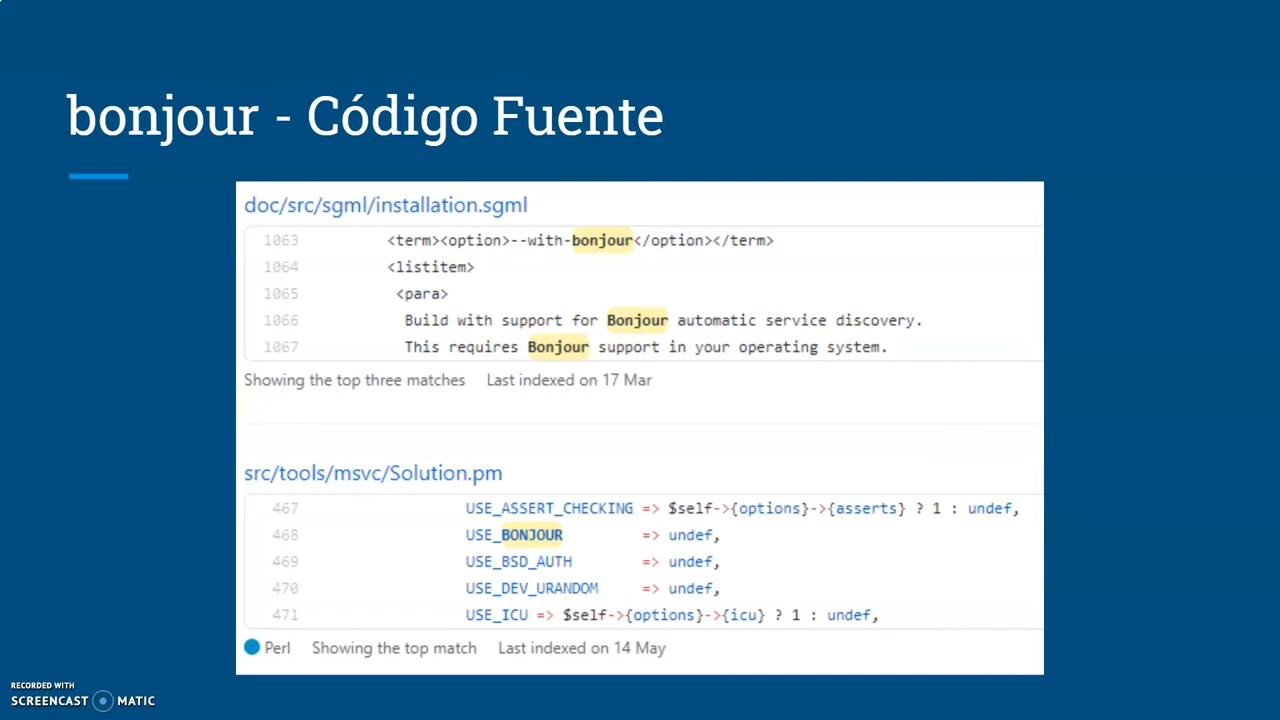 bonjour - Código Fuente
doc/src/sgml/installation.sgml
1063 <term><option>--with-bonjour</option></term>
1064 <listitem>
1065 <para>
1066 Build with support for Bonjour automatic service discovery.
1067 This requires Bonjour support in your operating system.
Showing the top three matches Last indexed on 17 Mar
src/tools/msvc/Solution.pm
467 USE_ASSERT_CHECKING => $self->{options}->{asserts} ? 1 : undef,
468 USE_BONJOUR => undef,
469 USE_BSD_AUTH => undef,
470 USE_DEV_URANDOM => undef,
471 USE_ICU => $self->{options}->{icu} ? 1 : undef,
Perl Showing the top match Last indexed on 14 May
RECORDED WITH
SCREENCAST MATIC